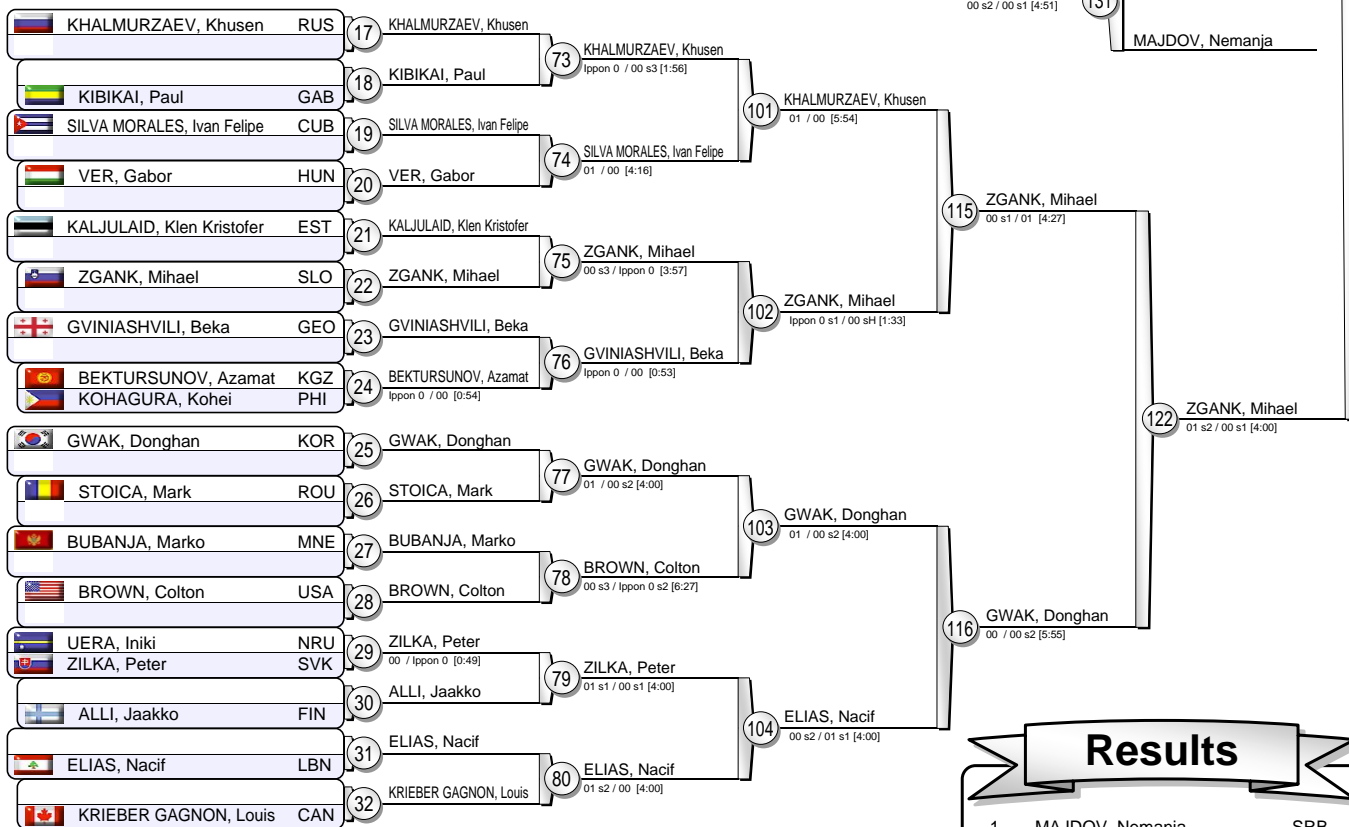 00 s2 / 00 s1 [4:51]
131
MAJDOV, Nemanja
KHALMURZAEV, Khusen RUS
17
KHALMURZAEV, Khusen
73
KHALMURZAEV, Khusen
Ippon 0 / 00 s3 [1:56]
KIBIKAI, Paul GAB
18
KIBIKAI, Paul
101
KHALMURZAEV, Khusen
01 / 00 [5:54]
SILVA MORALES, Ivan Felipe CUB
19
SILVA MORALES, Ivan Felipe
74
SILVA MORALES, Ivan Felipe
01 / 00 [4:16]
VER, Gabor HUN
20
VER, Gabor
115
ZGANK, Mihael
00 s1 / 01 [4:27]
KALJULAID, Klen Kristofer EST
21
KALJULAID, Klen Kristofer
75
ZGANK, Mihael
00 s3 / Ippon 0 [3:57]
ZGANK, Mihael SLO
22
ZGANK, Mihael
102
ZGANK, Mihael
Ippon 0 s1 / 00 sH [1:33]
GVINIASHVILI, Beka GEO
23
GVINIASHVILI, Beka
76
GVINIASHVILI, Beka
Ippon 0 / 00 [0:53]
BEKTURSUNOV, Azamat KGZ
KOHAGURA, Kohei PHI
24
BEKTURSUNOV, Azamat
Ippon 0 / 00 [0:54]
122
ZGANK, Mihael
01 s2 / 00 s1 [4:00]
GWAK, Donghan KOR
25
GWAK, Donghan
77
GWAK, Donghan
01 / 00 s2 [4:00]
STOICA, Mark ROU
26
STOICA, Mark
103
GWAK, Donghan
01 / 00 s2 [4:00]
BUBANJA, Marko MNE
27
BUBANJA, Marko
78
BROWN, Colton
00 s3 / Ippon 0 s2 [6:27]
BROWN, Colton USA
28
BROWN, Colton
116
GWAK, Donghan
00 / 00 s2 [5:55]
UERA, Iniki NRU
ZILKA, Peter SVK
29
ZILKA, Peter
00 / Ippon 0 [0:49]
79
ZILKA, Peter
01 s1 / 00 s1 [4:00]
ALLI, Jaakko FIN
30
ALLI, Jaakko
104
ELIAS, Nacif
00 s2 / 01 s1 [4:00]
ELIAS, Nacif LBN
31
ELIAS, Nacif
80
ELIAS, Nacif
01 s2 / 00 [4:00]
KRIEBER GAGNON, Louis CAN
32
KRIEBER GAGNON, Louis
Results
1 MAJDOV, Nemanja SRB